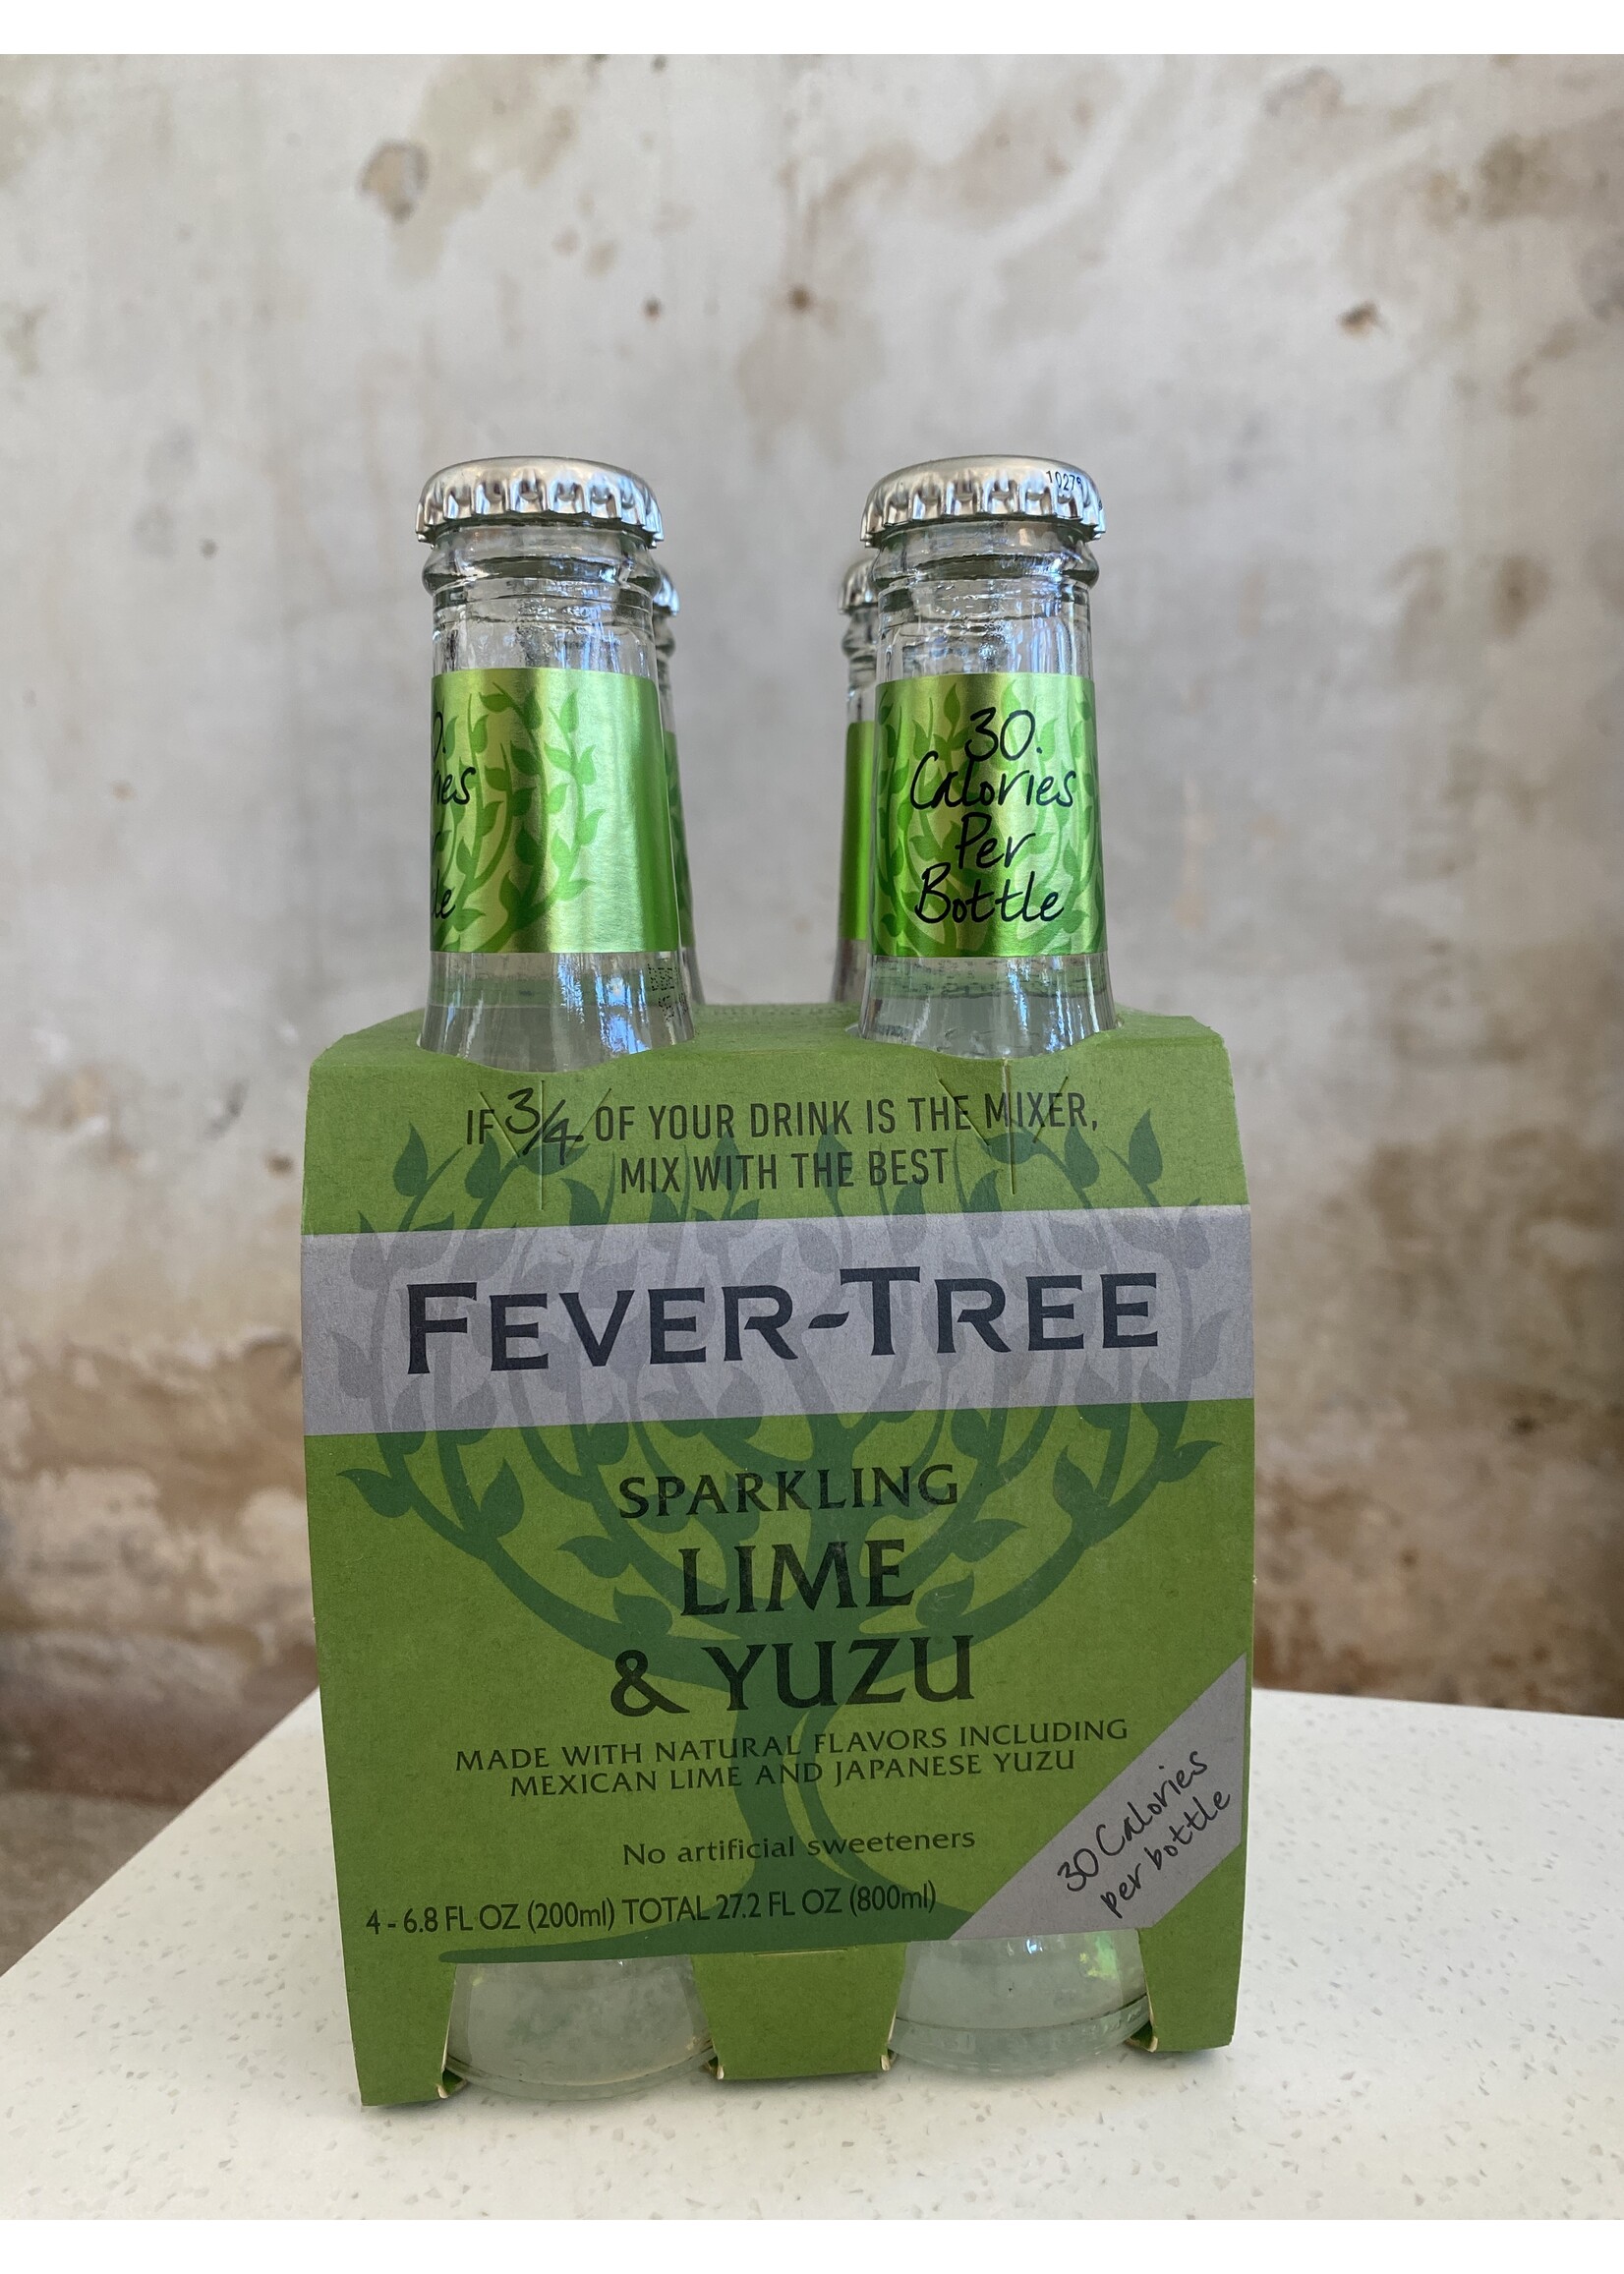 30.
Calories
Per
Bottle
IF 3/4 OF YOUR DRINK IS THE MIXER,
MIX WITH THE BEST
FEVER-TREE
SPARKLING
LIME
& YUZU
MADE WITH NATURAL FLAVORS INCLUDING
MEXICAN LIME AND JAPANESE YUZU
No artificial sweeteners
4 - 6.8 FL OZ (200ml) TOTAL 27.2 FL OZ (800ml)
30 Calories
per bottle